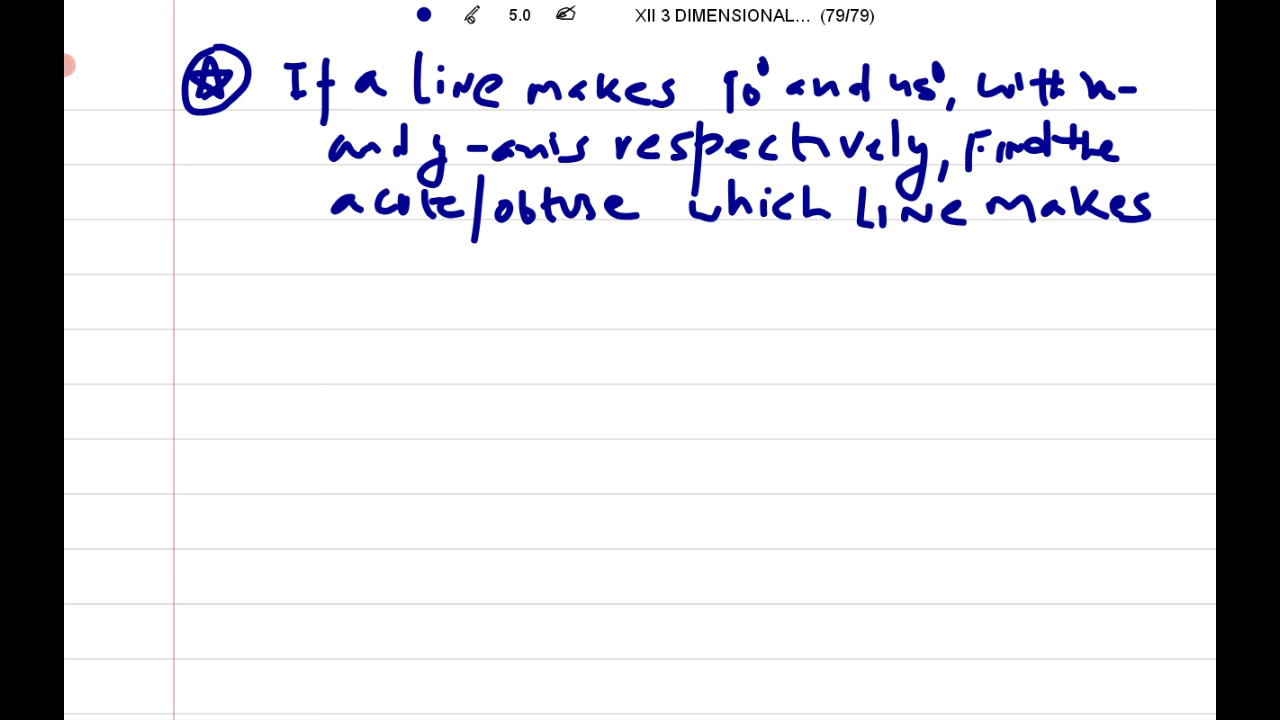 5.0 XII 3 DIMENSIONAL... (79/79)
If a line makes 90° and 45°, with x-
and y-axis respectively, Find the
acute/obtuse which line makes